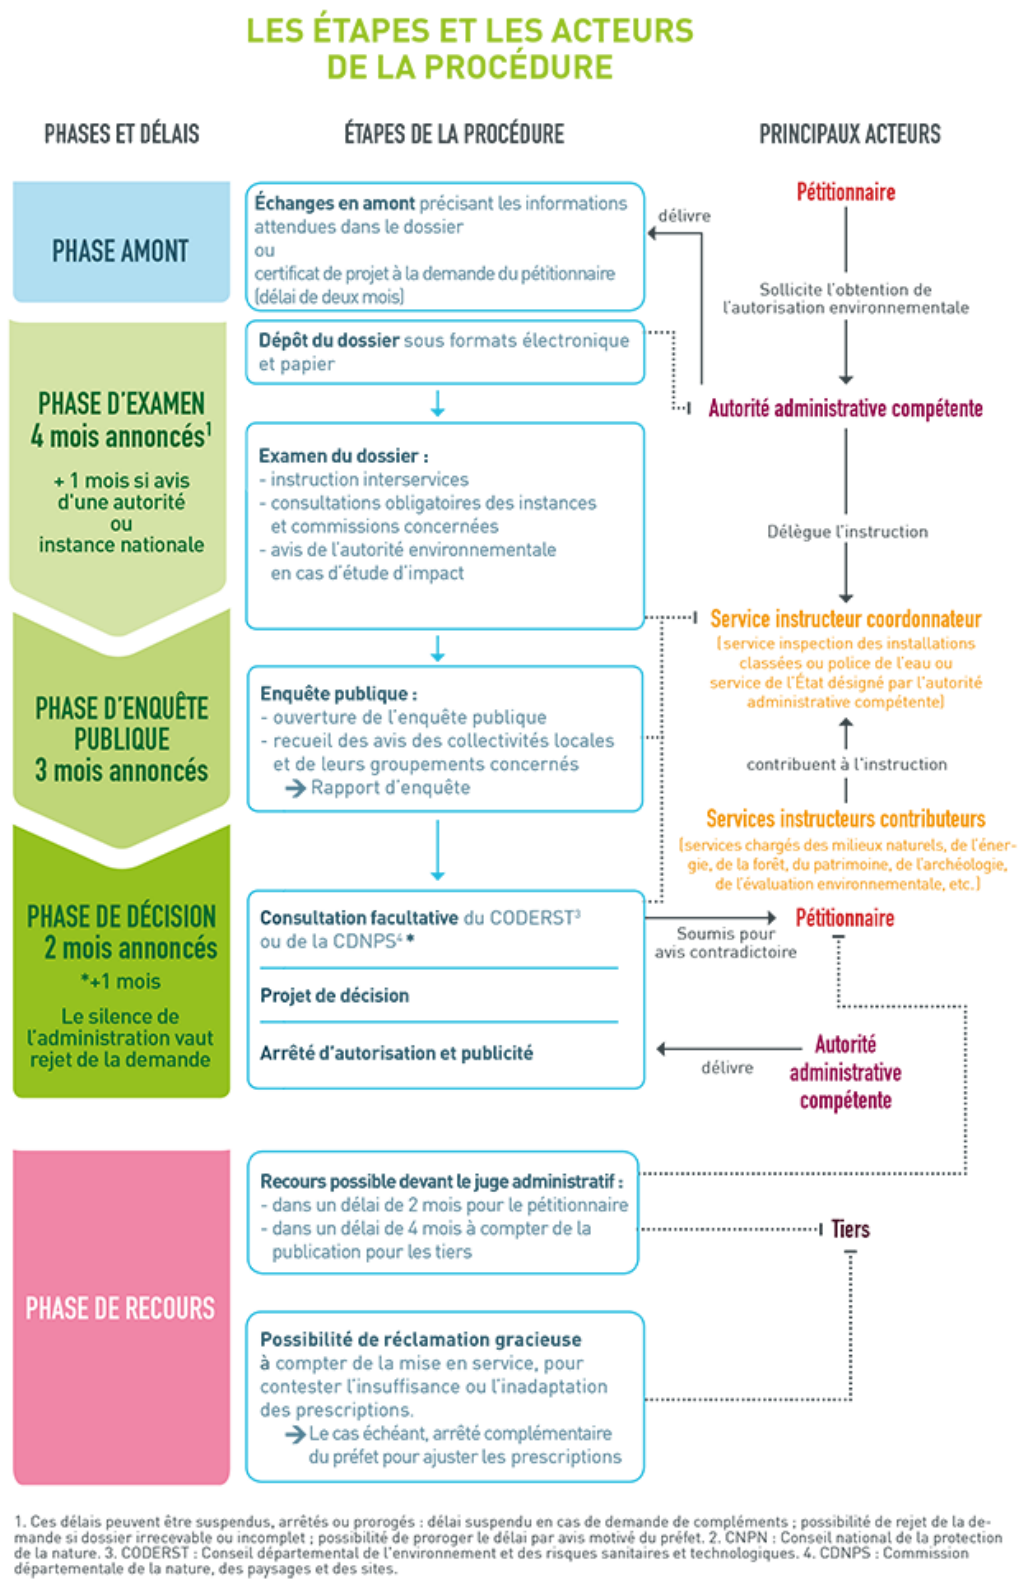 LES ÉTAPES ET LES ACTEURS
DE LA PROCÉDURE
PHASES ET DÉLAIS
ÉTAPES DE LA PROCÉDURE
PRINCIPAUX ACTEURS
PHASE AMONT
Échanges en amont précisant les informations
attendues dans le dossier
ou
certificat de projet à la demande du pétitionnaire
(délai de deux mois)
délivre
Pétitionnaire
Sollicite l'obtention de
l'autorisation environnementale
PHASE D'EXAMEN
4 mois annoncés1
+ 1 mois si avis
d'une autorité
ou
instance nationale
Dépôt du dossier sous formats électronique
et papier
Autorité administrative compétente
Examen du dossier :
- instruction interservices
- consultations obligatoires des instances
et commissions concernées
- avis de l'autorité environnementale
en cas d'étude d'impact
Délègue l'instruction
Service instructeur coordonnateur
(service inspection des installations
classées ou police de l'eau ou
service de l'État désigné par l'autorité
administrative compétente)
PHASE D'ENQUÊTE
PUBLIQUE
3 mois annoncés
Enquête publique :
- ouverture de l'enquête publique
- recueil des avis des collectivités locales
et de leurs groupements concernés
→ Rapport d'enquête
contribuent à l'instruction
Services instructeurs contributeurs
(services chargés des milieux naturels, de l'éner-
gie, de la forêt, du patrimoine, de l'archéologie,
de l'évaluation environnementale, etc.)
PHASE DE DÉCISION
2 mois annoncés
*+1 mois
Le silence de
l'administration vaut
rejet de la demande
Consultation facultative du CODERST3
ou de la CDNPS4 *
Projet de décision
Arrêté d'autorisation et publicité
Pétitionnaire
Soumis pour
avis contradictoire
délivre
Autorité
administrative
compétente
PHASE DE RECOURS
Recours possible devant le juge administratif :
- dans un délai de 2 mois pour le pétitionnaire
- dans un délai de 4 mois à compter de la
publication pour les tiers
Tiers
Possibilité de réclamation gracieuse
à compter de la mise en service, pour
contester l'insuffisance ou l'inadaptation
des prescriptions.
→ Le cas échéant, arrêté complémentaire
du préfet pour ajuster les prescriptions
1. Ces délais peuvent être suspendus, arrêtés ou prorogés : délai suspendu en cas de demande de compléments ; possibilité de rejet de la de-
mande si dossier irrecevable ou incomplet ; possibilité de proroger le délai par avis motivé du préfet. 2. CNPN : Conseil national de la protection
de la nature. 3. CODERST : Conseil départemental de l'environnement et des risques sanitaires et technologiques. 4. CDNPS : Commission
départementale de la nature, des paysages et des sites.